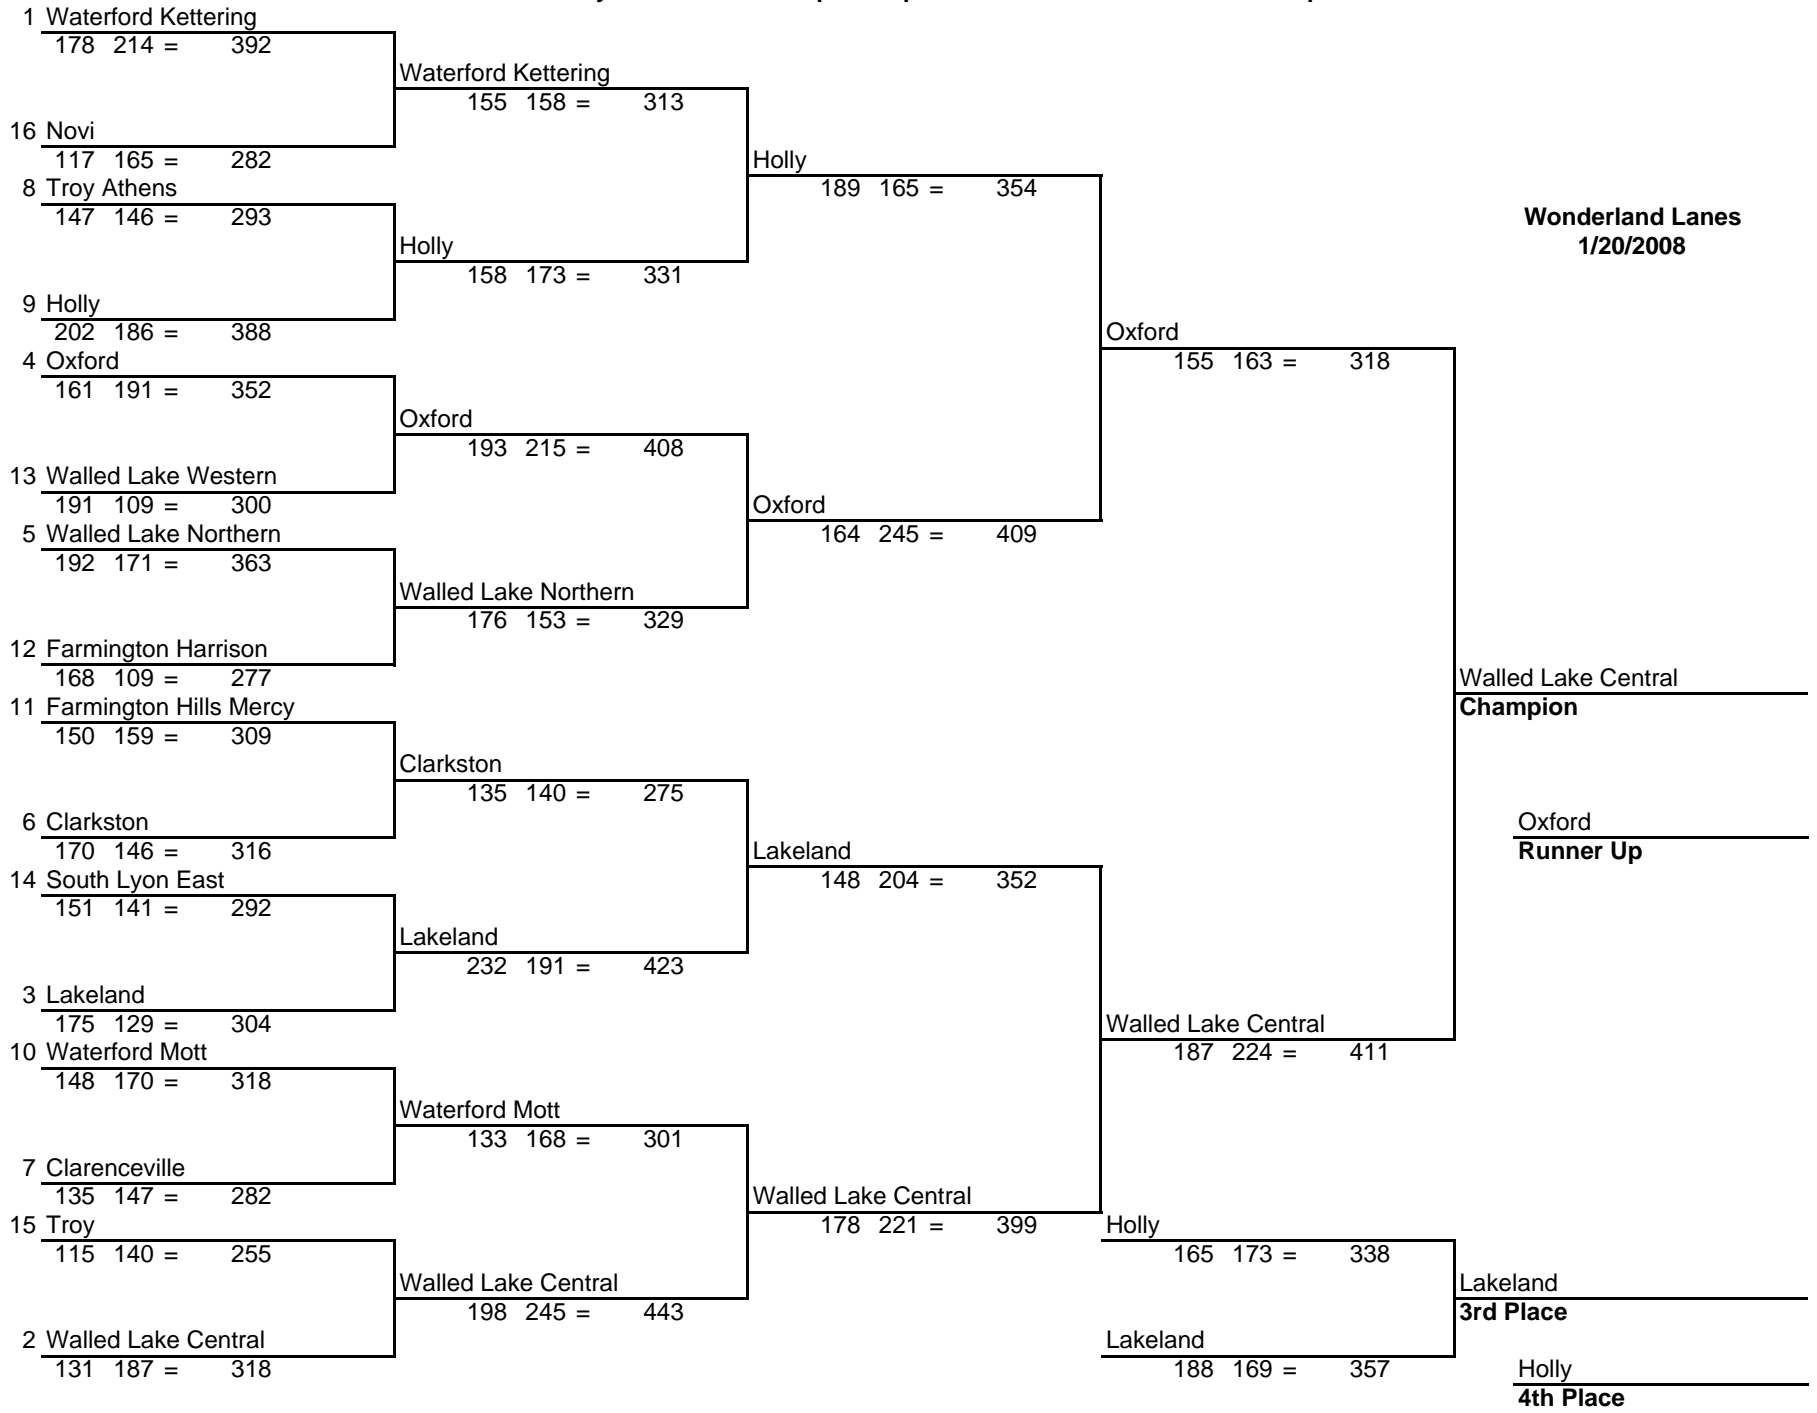 1 Waterford Kettering
178 214 = 392
Waterford Kettering
155 158 = 313
16 Novi
117 165 = 282
Holly
189 165 = 354
8 Troy Athens
147 146 = 293
Wonderland Lanes
1/20/2008
Holly
158 173 = 331
9 Holly
202 186 = 388
Oxford
155 163 = 318
4 Oxford
161 191 = 352
Oxford
193 215 = 408
13 Walled Lake Western
191 109 = 300
Oxford
164 245 = 409
5 Walled Lake Northern
192 171 = 363
Walled Lake Northern
176 153 = 329
12 Farmington Harrison
168 109 = 277
Walled Lake Central
Champion
11 Farmington Hills Mercy
150 159 = 309
Clarkston
135 140 = 275
6 Clarkston
170 146 = 316
Oxford
Runner Up
Lakeland
148 204 = 352
14 South Lyon East
151 141 = 292
Lakeland
232 191 = 423
3 Lakeland
175 129 = 304
Walled Lake Central
187 224 = 411
10 Waterford Mott
148 170 = 318
Waterford Mott
133 168 = 301
7 Clarenceville
135 147 = 282
Walled Lake Central
178 221 = 399
15 Troy
115 140 = 255
Holly
165 173 = 338
Walled Lake Central
198 245 = 443
Lakeland
3rd Place
2 Walled Lake Central
131 187 = 318
Lakeland
188 169 = 357
Holly
4th Place